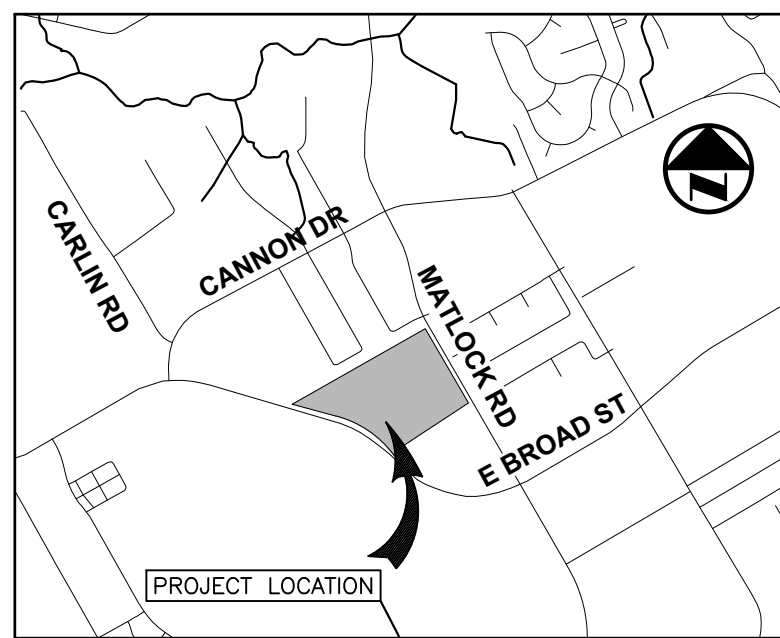 CARLIN RD
CANNON DR
MATLOCK RD
E BROAD ST
PROJECT LOCATION
N